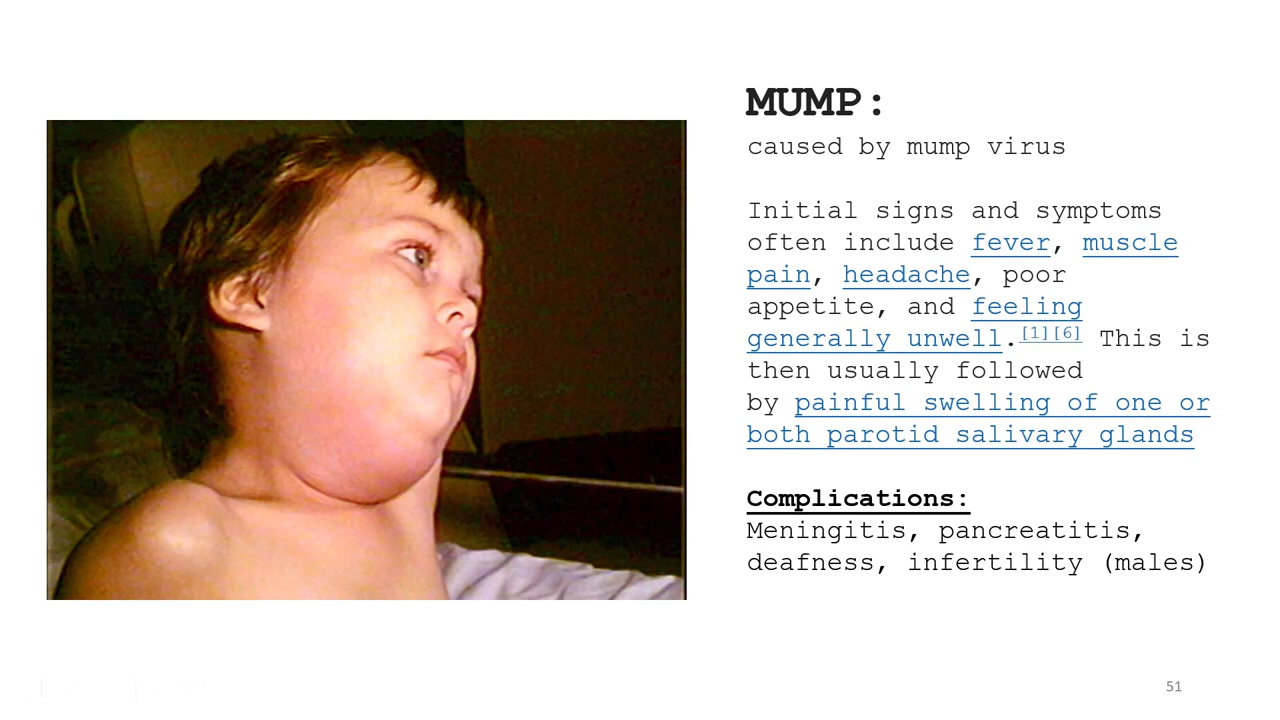 MUMP:
caused by mump virus
Initial signs and symptoms
often include fever, muscle
pain, headache, poor
appetite, and feeling
generally unwell.[1][6] This is
then usually followed
by painful swelling of one or
both parotid salivary glands
Complications:
Meningitis, pancreatitis,
deafness, infertility (males)
51